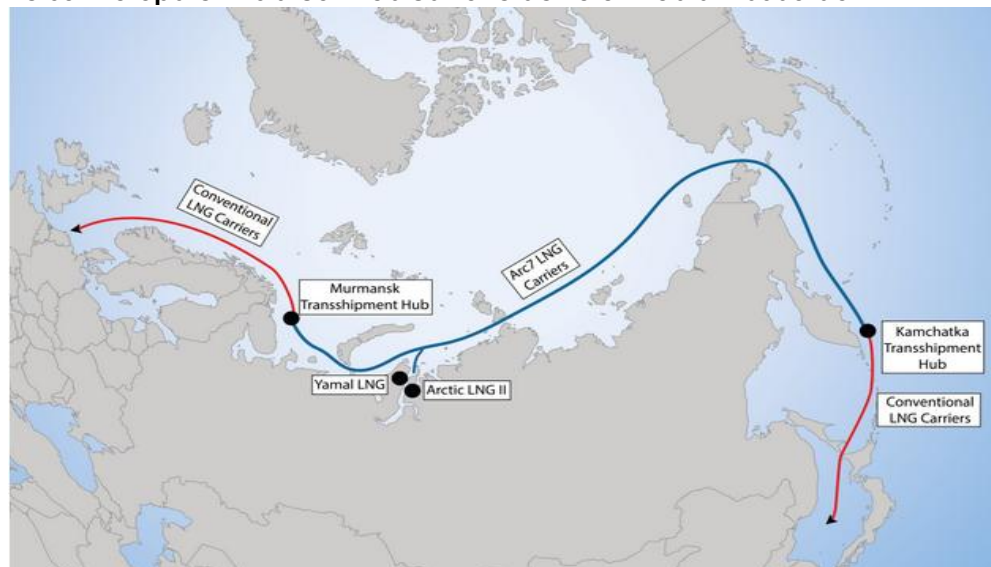 Conventional
LNG Carriers
Arc7 LNG
Carriers
Murmansk
Transshipment Hub
Yamal LNG
Arctic LNG II
Kamchatka
Transshipment
Hub
Conventional
LNG Carriers